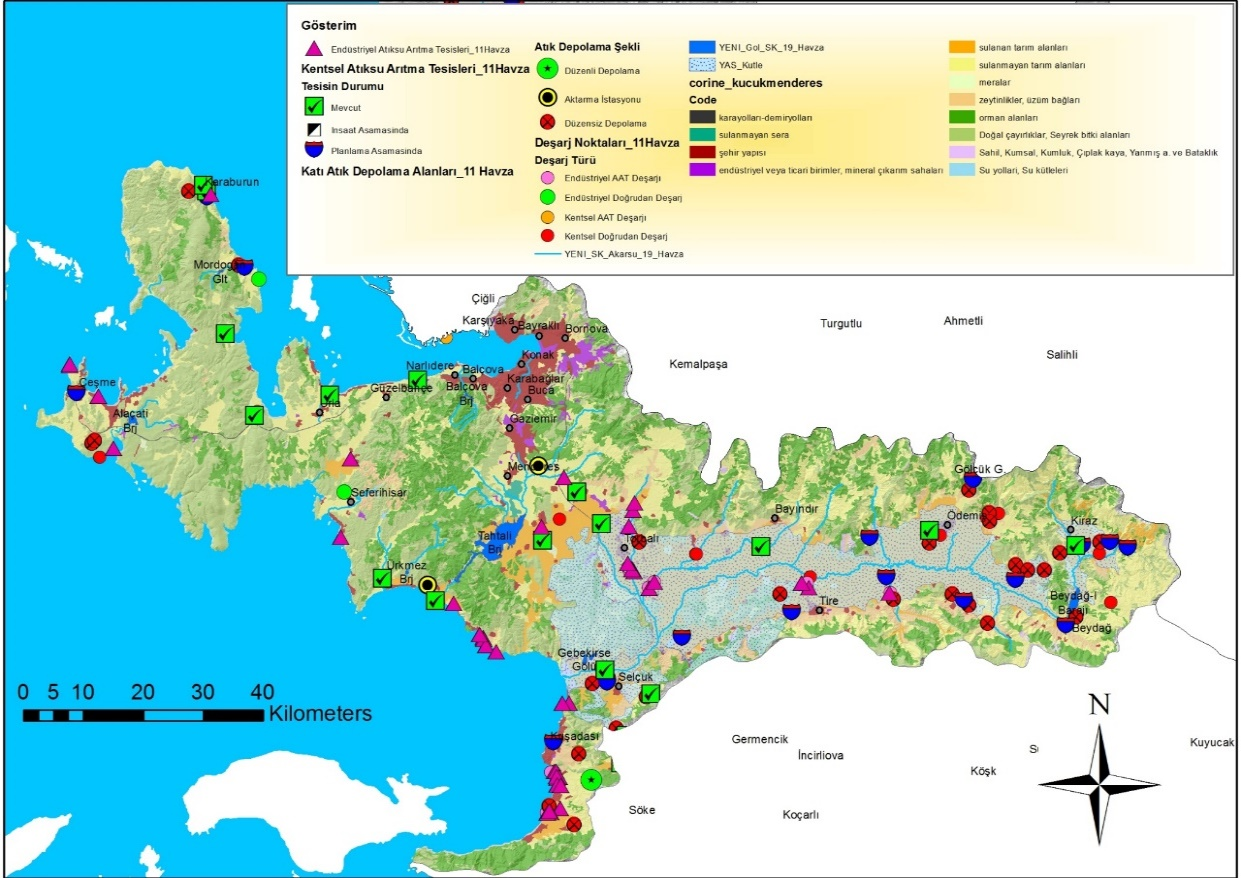 Gösterim
Endüstriyel Atıksu Arıtma Tesisleri_11Havza
Kentsel Atıksu Arıtma Tesisleri_11Havza
Tesisin Durumu
Mevcut
Insaat Asamasinda
Planlama Asamasinda
Katı Atık Depolama Alanları_11 Havza
Atık Depolama Şekli
Düzenli Depolama
Aktarma İstasyonu
Düzensiz Depolama
Deşarj Noktaları_11Havza
Deşarj Türü
Endüstriyel AAT Deşarjı
Endüstriyel Doğrudan Deşarj
Kentsel AAT Deşarjı
Kentsel Doğrudan Deşarj
YENI_SK_Akarsu_19_Havza
YENI_Gol_SK_19_Havza
YAS_Kutle
corine_kucukmenderes
Code
karayolları-demiryolları
sulanmayan sera
şehir yapısı
endüstriyel veya ticari birimler, mineral çıkarım sahaları
sulanan tarım alanları
sulanmayan tarım alanları
meralar
zeytinlikler, üzüm bağları
orman alanları
Doğal çayırlıklar, Seyrek bitki alanları
Sahil, Kumsal, Kumluk, Çıplak kaya, Yanmış a. ve Bataklık
Su yollari, Su kütleleri
Karaburun
Mordoğan
Glt
Çiğli
Karşıyaka
Bayraklı
Bornova
Turgutlu
Ahmetli
Salihli
Kemalpaşa
Konak
Narlıdere
Balçova
Balçova
Brj
Karabağlar
Buca
Güzelbahçe
Urla
Çeşme
Alaçatı
Brj
Gaziemir
Menderes
Seferihisar
Tahtalı
Brj
Torbalı
Bayındır
Gölcük G.
Ödemiş
Kiraz
Ürkmez
Brj
Tire
Beydağ-i
Barajı
Beydağ
Gebekirse
Gölü
Selçuk
Kuşadası
Germencik
İncirliova
Köşk
Kuyucak
Söke
Koçarlı
0 5 10 20 30 40
Kilometers
N